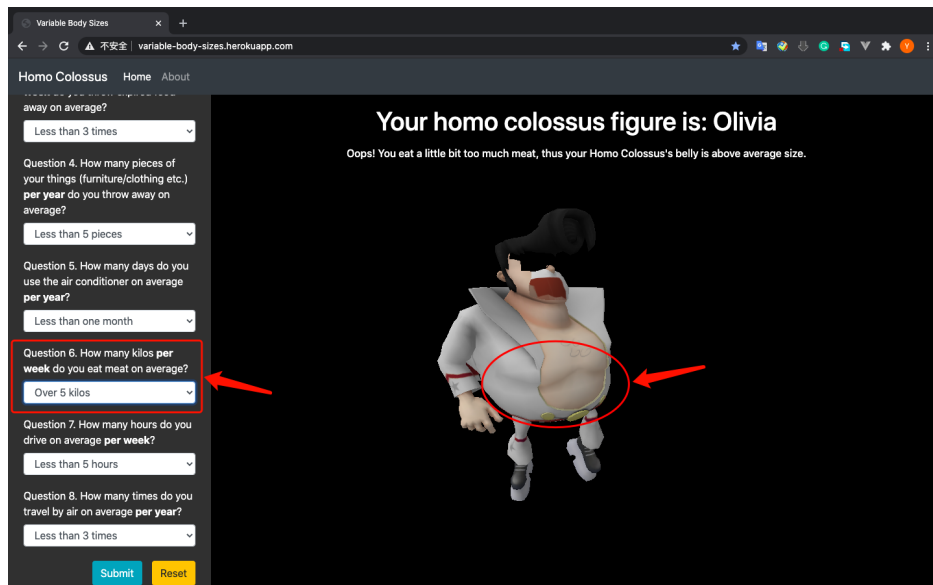 Variable Body Sizes
不安全 variable-body-sizes.herokuapp.com
Homo Colossus Home About
away on average?
Less than 3 times
Question 4. How many pieces of
your things (furniture/clothing etc.)
per year do you throw away on
average?
Less than 5 pieces
Question 5. How many days do you
use the air conditioner on average
per year?
Less than one month
Question 6. How many kilos per
week do you eat meat on average?
Over 5 kilos
Question 7. How many hours do you
drive on average per week?
Less than 5 hours
Question 8. How many times do you
travel by air on average per year?
Less than 3 times
Submit Reset
Your homo colossus figure is: Olivia
Oops! You eat a little bit too much meat, thus your Homo Colossus's belly is above average size.